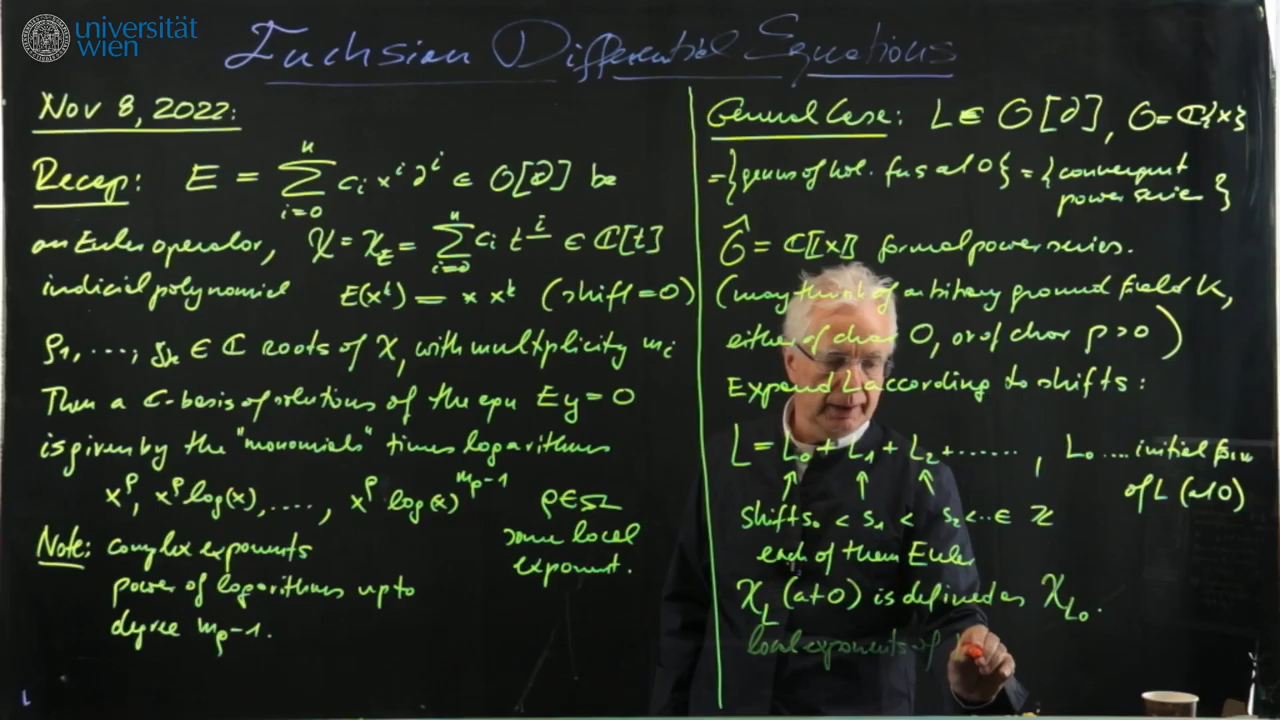 universität
wien
Fuchsian Differential Equations
Nov 8, 2022:
Recap: E = ∑_{i=0}^{n} c_i x^i ∂^i ∈ O[∂] be
an Euler operator, χ = χ_E = ∑_{i=0}^{n} c_i t^{\underline{i}} ∈ ℂ[t]
indicial polynomial E(x^t) = x x^t (shift = 0)
ρ1, ..., ρk ∈ ℂ roots of χ, with multplicity m_i
Then a ℂ-basis of solutions of the equ Ey = 0
is given by the "monomials" times logarithms
x^ρ, x^ρ log(x), ...., x^ρ log(x)^{m_ρ-1} ρ ∈ Ω
some local
exponent.
Note: complex exponents
power of logarithms up to
degree m_ρ-1.
General Case: L ∈ O[∂], O = ℂ{x}
= {germs of hol. fns at 0} = {convergent
power series}
Ô = ℂ[[x]] formal power series.
(may think of arbitrary ground field K,
either of char 0, or of char p > 0)
Expand L according to shifts:
L = L_0 + L_1 + L_2 + ......, L_0 .... initial form
of L (at 0)
↑ ↑ ↑
shift s_0 < s_1 < s_2 < .. ∈ ℤ
each of them Euler
χ_L (at 0) is defined as χ_{L_0}.
local exponents of